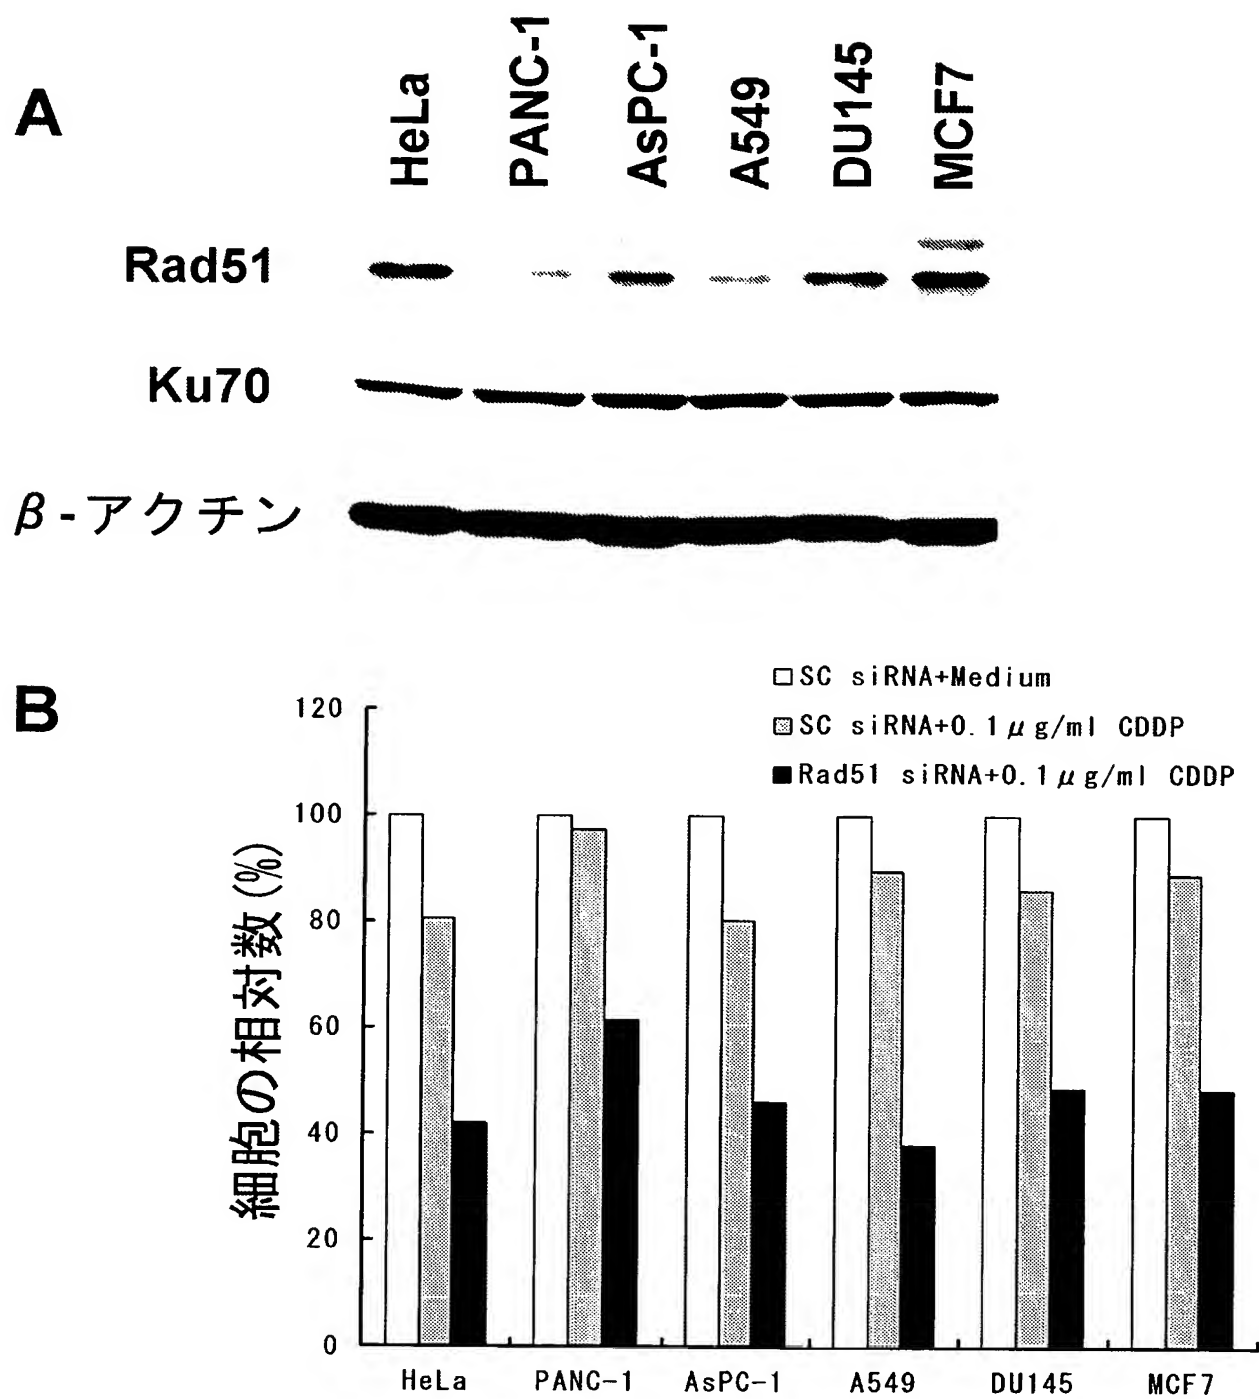 A
HeLa
PANC-1
AsPC-1
A549
DU145
MCF7
Rad51
Ku70
β-アクチン
B
□SC siRNA+Medium
SC siRNA+0.1μg/ml CDDP
■Rad51 siRNA+0.1μg/ml CDDP
細胞の相対数(%)
120
100
80
60
40
20
0
HeLa PANC-1 AsPC-1 A549 DU145 MCF7